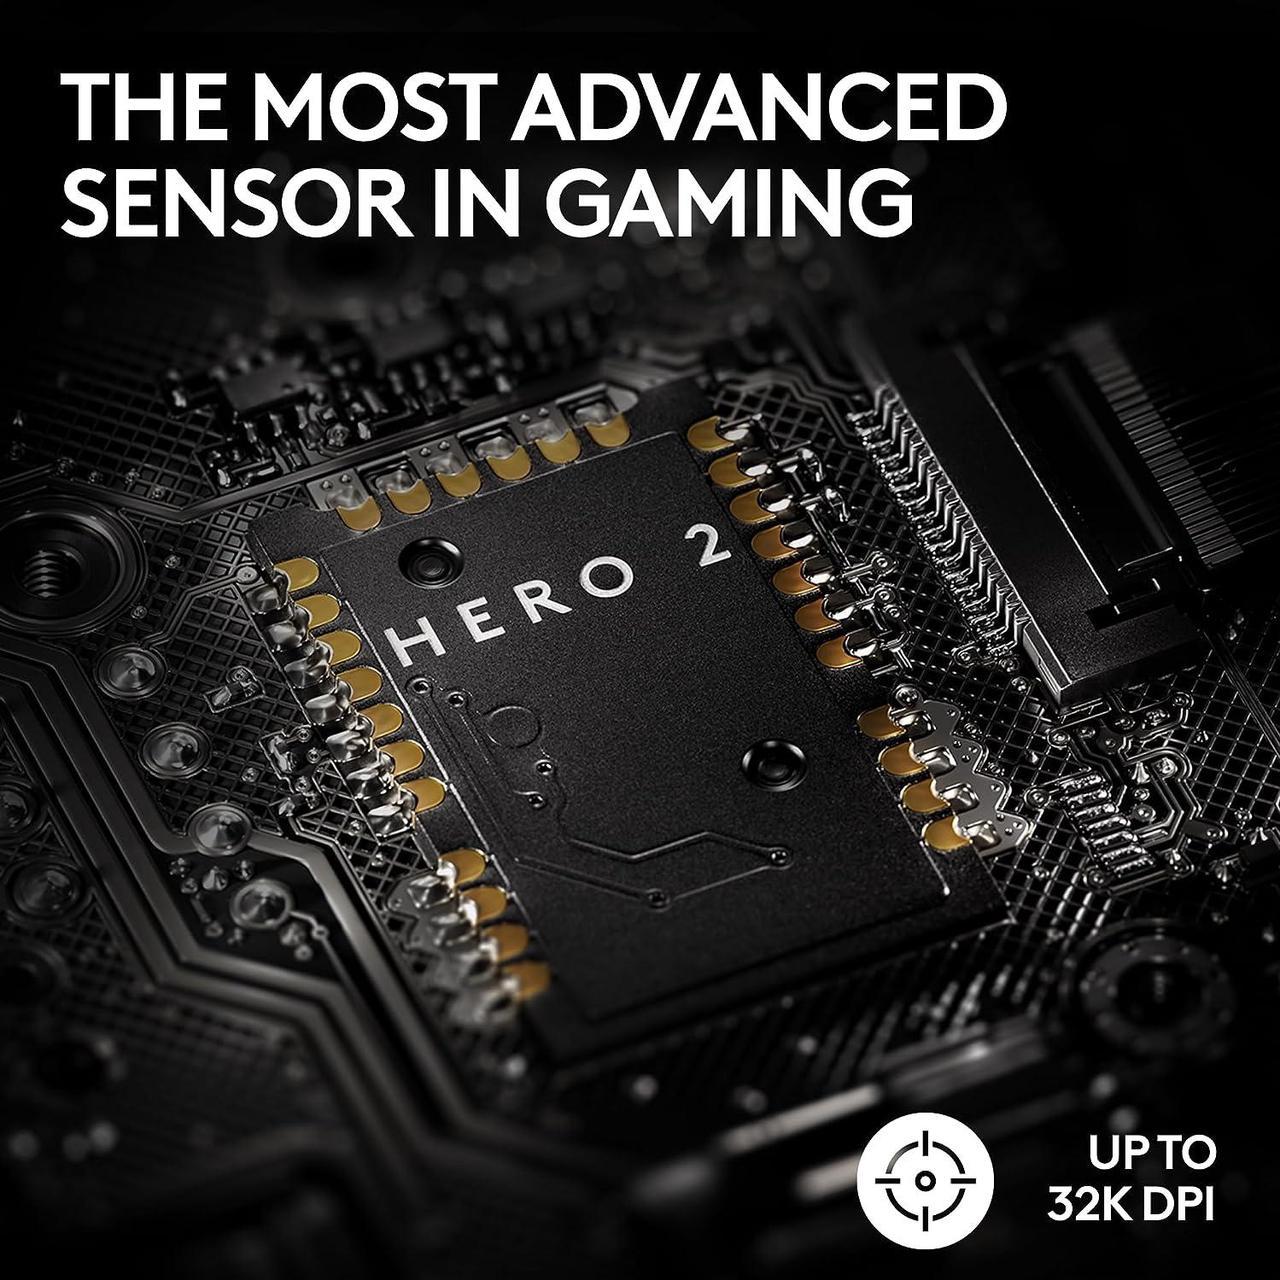 THE MOST ADVANCED
SENSOR IN GAMING
HERO 2
UP TO
32K DPI